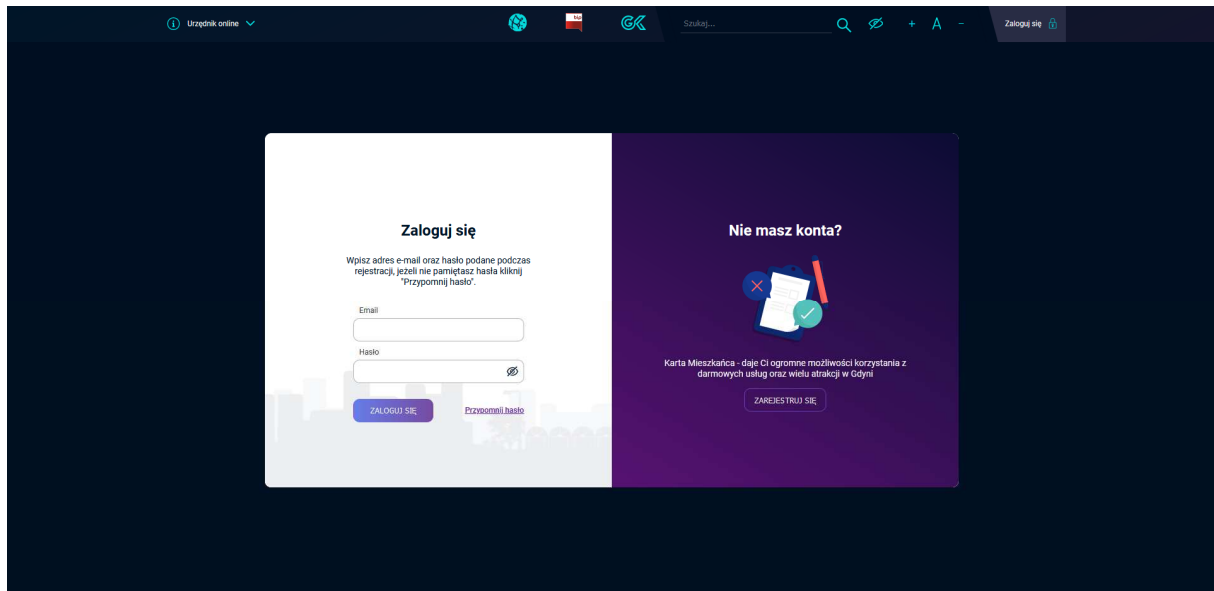 Urzędnik online
bip
GK
Szukaj...
+ A -
Zaloguj się
Zaloguj się
Wpisz adres e-mail oraz hasło podane podczas
rejestracji, jeżeli nie pamiętasz hasła kliknij
"Przypomnij hasło".
Email
Hasło
ZALOGUJ SIĘ
Przypomnij hasło
Nie masz konta?
Karta Mieszkańca - daje Ci ogromne możliwości korzystania z
darmowych usług oraz wielu atrakcji w Gdyni
ZAREJESTRUJ SIĘ